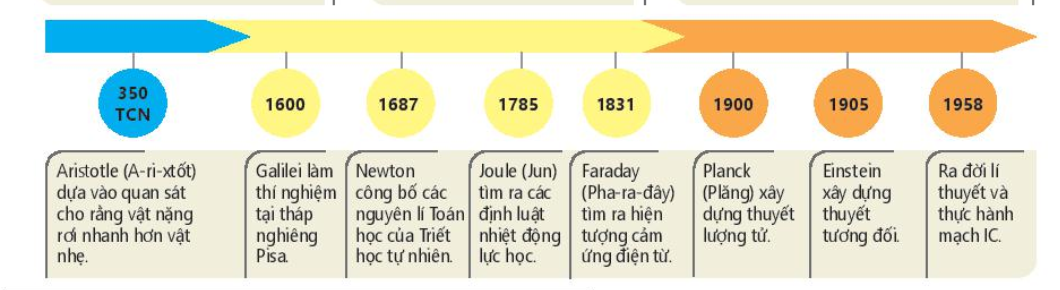 350
TCN
1600
1687
1785
1831
1900
1905
1958
Aristotle (A-ri-xtốt)
dựa vào quan sát
cho rằng vật nặng
rơi nhanh hơn vật
nhẹ.
Galilei làm
thí nghiệm
tại tháp
nghiêng
Pisa.
Newton
công bố các
nguyên lí Toán
học của Triết
học tự nhiên.
Joule (Jun)
tìm ra các
định luật
nhiệt động
lực học.
Faraday
(Pha-ra-đây)
tìm ra hiện
tượng cảm
ứng điện từ.
Planck
(Plăng) xây
dựng thuyết
lượng tử.
Einstein
xây dựng
thuyết
tương đối.
Ra đời lí
thuyết và
thực hành
mạch IC.